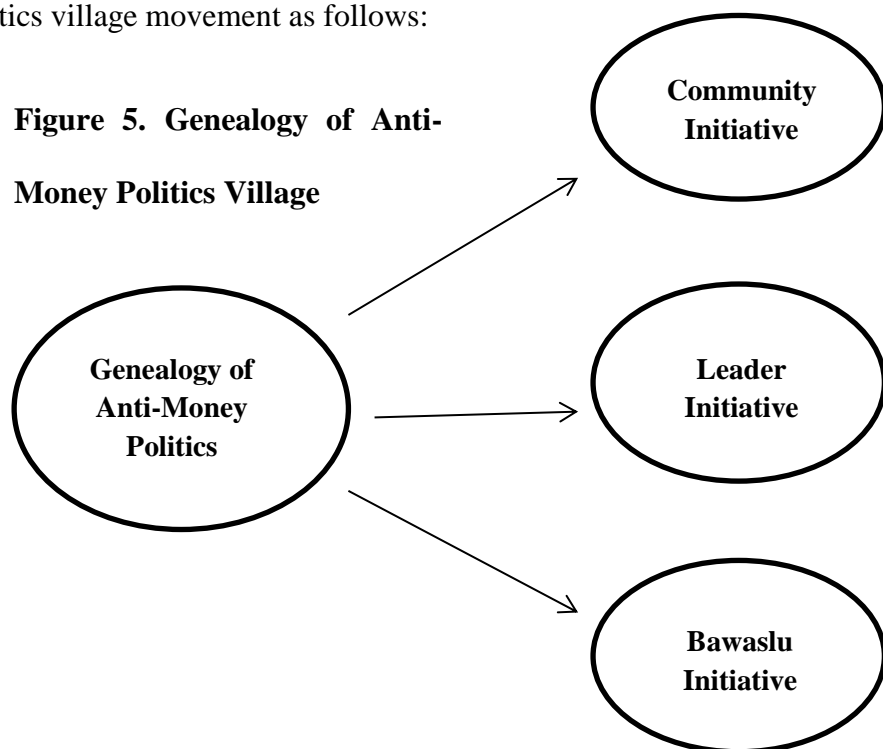 tics village movement as follows:
Figure 5. Genealogy of Anti-
Money Politics Village
Community
Initiative
Genealogy of
Anti-Money
Politics
Leader
Initiative
Bawaslu
Initiative